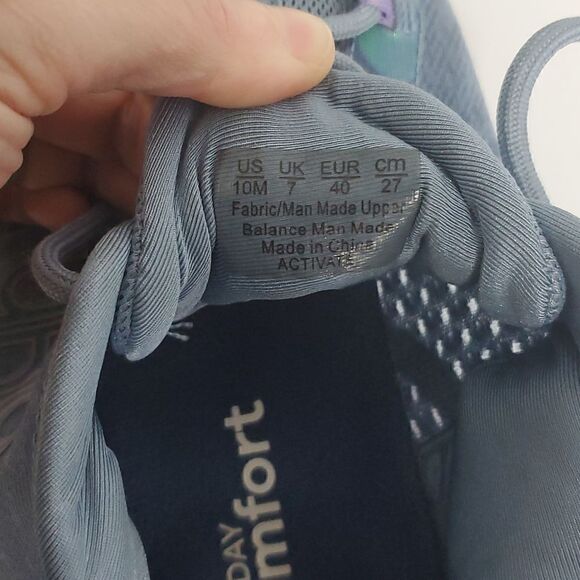 US UK EUR cm
10M 7 40 27
Fabric/Man Made Upper
Balance Man Made
Made in China
ACTIVATE
DAY
mfort